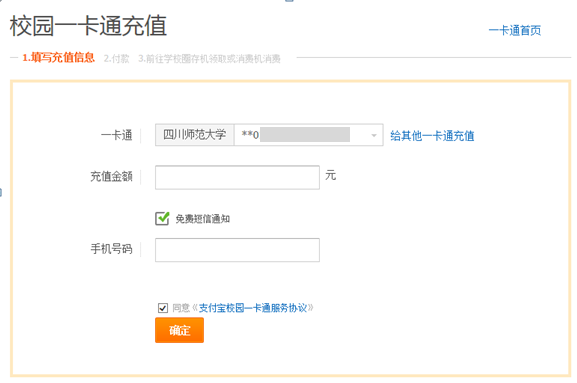 校园一卡通充值
一卡通首页
1.填写充值信息 2.付款 3.前往学校圈存机领取或消费机消费
一卡通 四川师范大学 **0 给其他一卡通充值
充值金额 元
免费短信通知
手机号码
同意《支付宝校园一卡通服务协议》
确定